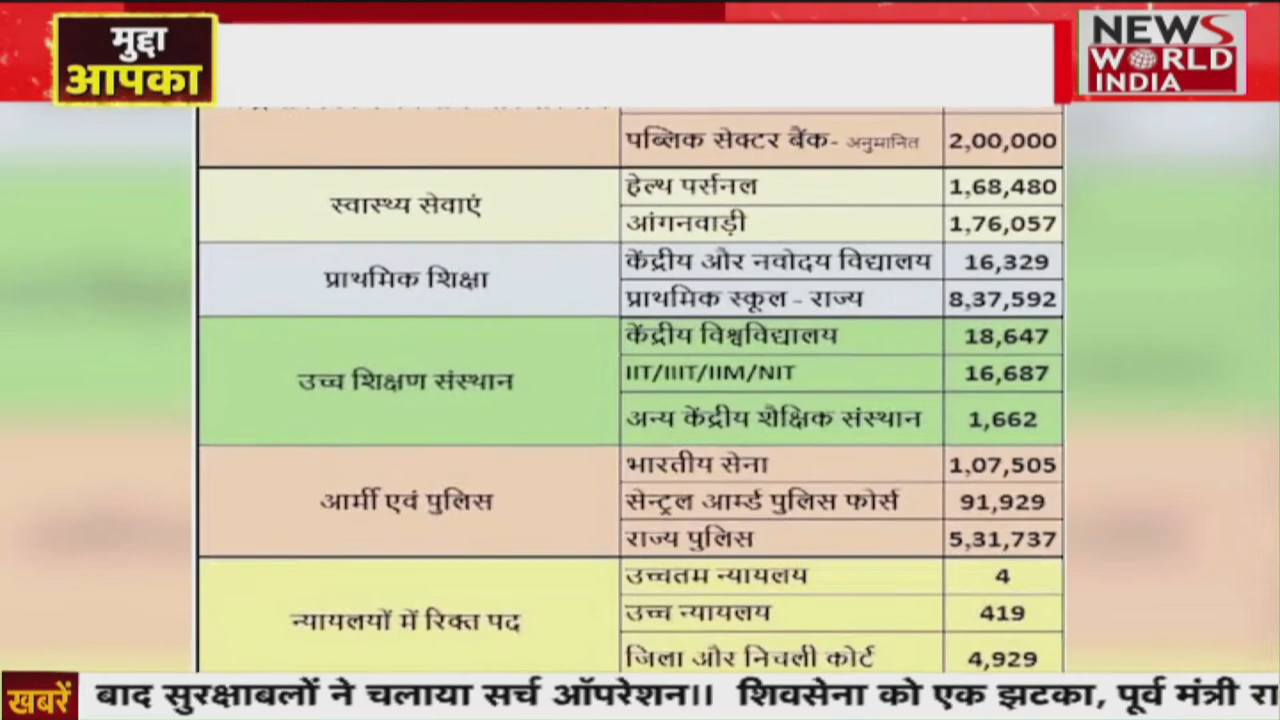 मुद्दा
आपका
NEWS
WORLD
INDIA
पब्लिक सेक्टर बैंक- अनुमानित 2,00,000
स्वास्थ्य सेवाएं
हेल्थ पर्सनल 1,68,480
आंगनवाड़ी 1,76,057
प्राथमिक शिक्षा
केंद्रीय और नवोदय विद्यालय 16,329
प्राथमिक स्कूल - राज्य 8,37,592
उच्च शिक्षण संस्थान
केंद्रीय विश्वविद्यालय 18,647
IIT/IIIT/IIM/NIT 16,687
अन्य केंद्रीय शैक्षिक संस्थान 1,662
आर्मी एवं पुलिस
भारतीय सेना 1,07,505
सेन्ट्रल आर्म्ड पुलिस फोर्स 91,929
राज्य पुलिस 5,31,737
न्यायलयों में रिक्त पद
उच्चतम न्यायलय 4
उच्च न्यायलय 419
जिला और निचली कोर्ट 4,929
खबरें बाद सुरक्षाबलों ने चलाया सर्च ऑपरेशन।। शिवसेना को एक झटका, पूर्व मंत्री